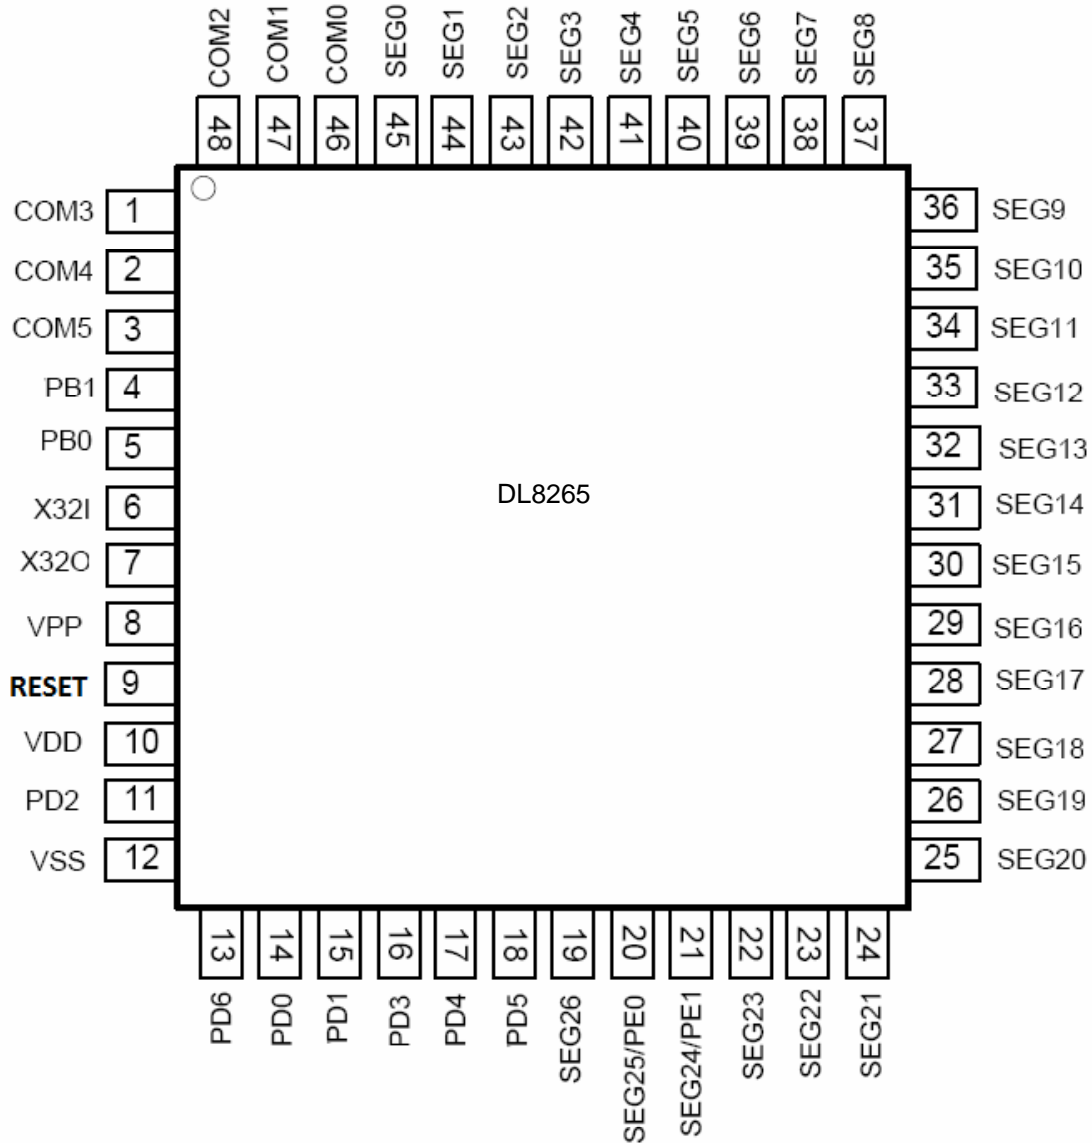 COM2 COM1 COM0 SEG0 SEG1 SEG2 SEG3 SEG4 SEG5 SEG6 SEG7 SEG8
48 47 46 45 44 43 42 41 40 39 38 37
COM3 1 36 SEG9
COM4 2 35 SEG10
COM5 3 34 SEG11
PB1 4 33 SEG12
PB0 5 32 SEG13
DL8265
X32I 6 31 SEG14
X32O 7 30 SEG15
VPP 8 29 SEG16
RESET 9 28 SEG17
VDD 10 27 SEG18
PD2 11 26 SEG19
VSS 12 25 SEG20
13 14 15 16 17 18 19 20 21 22 23 24
PD6 PD0 PD1 PD3 PD4 PD5 SEG26 SEG25/PE0 SEG24/PE1 SEG23 SEG22 SEG21